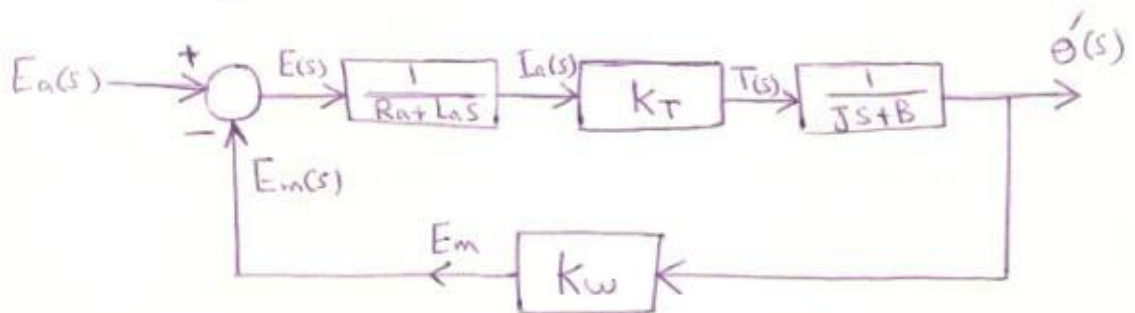 + E(s) 1 Ia(s) T(s) 1 θ'(s)
Ea(s) Ra+Las KT JS+B
-
Em(s)
Em
Kω